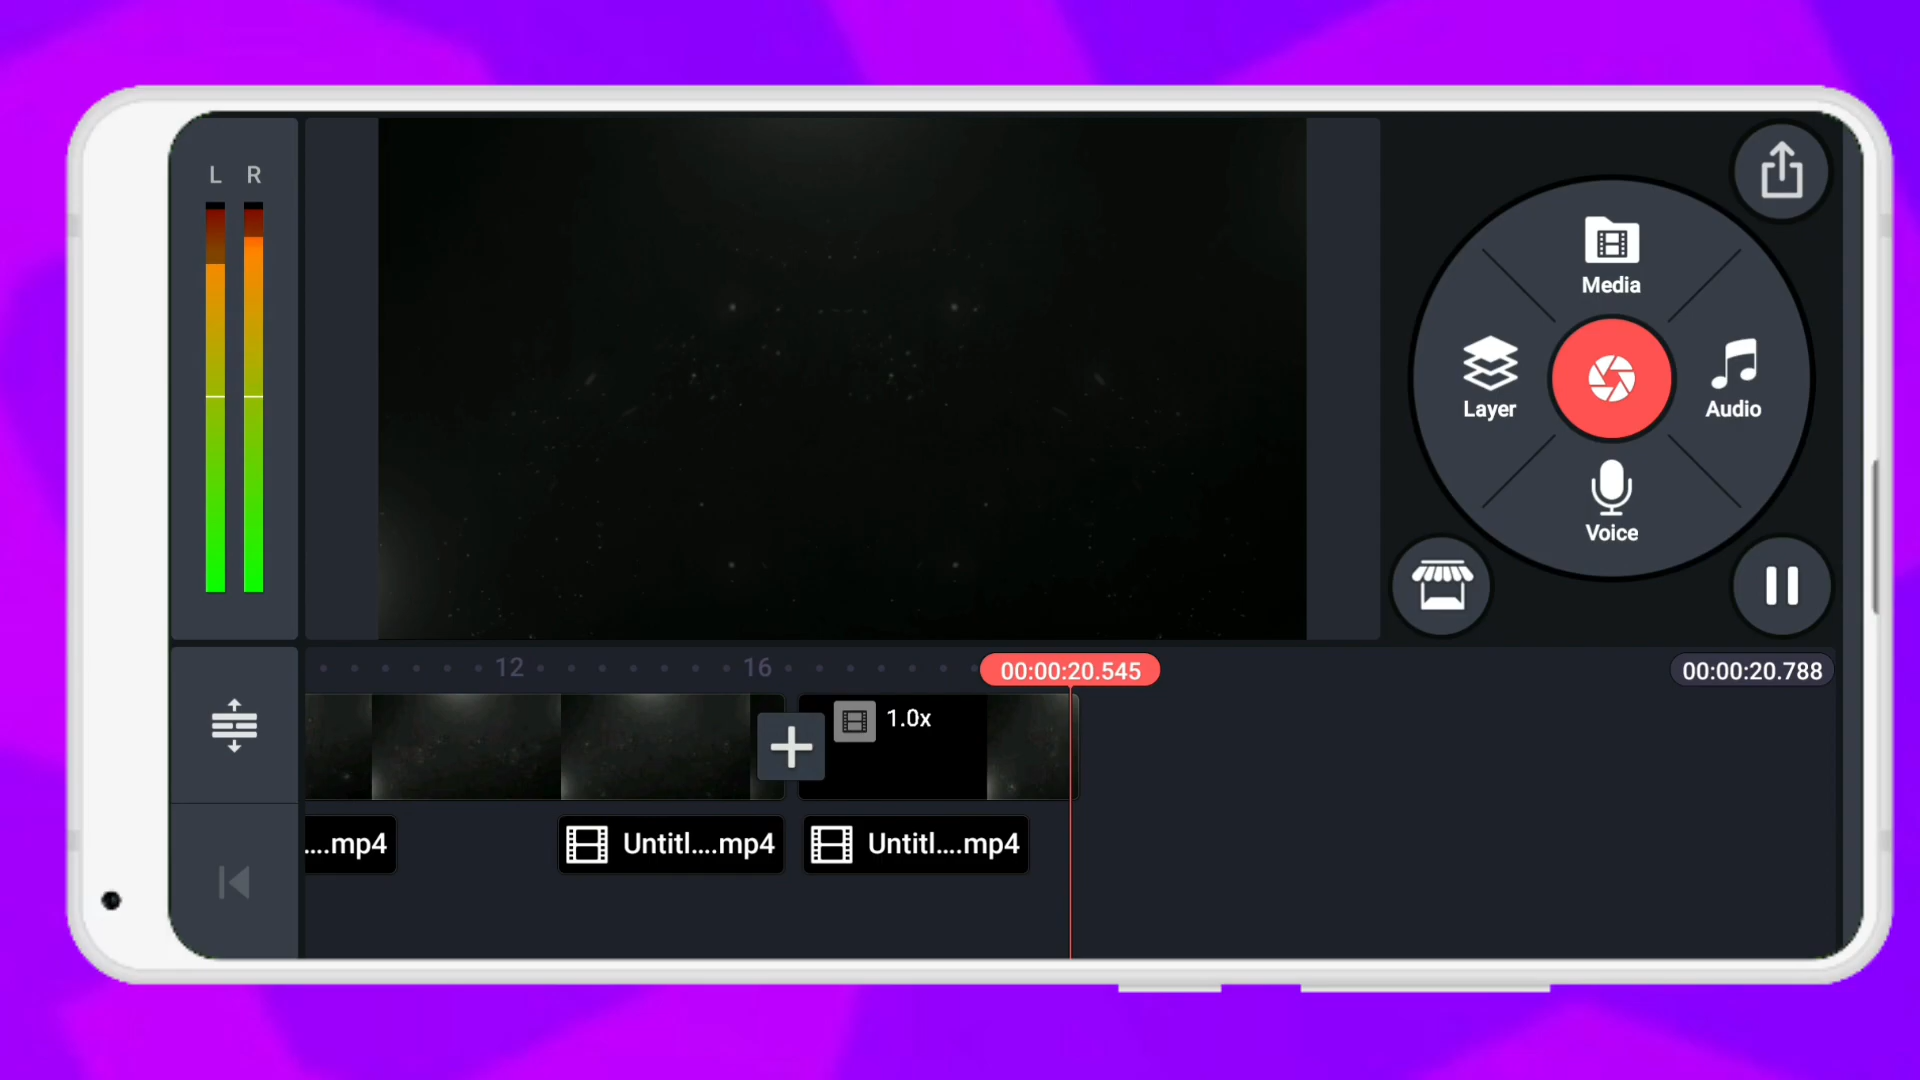 L R
Media
Layer
Audio
Voice
12 16 00:00:20.545 00:00:20.788
1.0x
....mp4 Untitl....mp4 Untitl....mp4